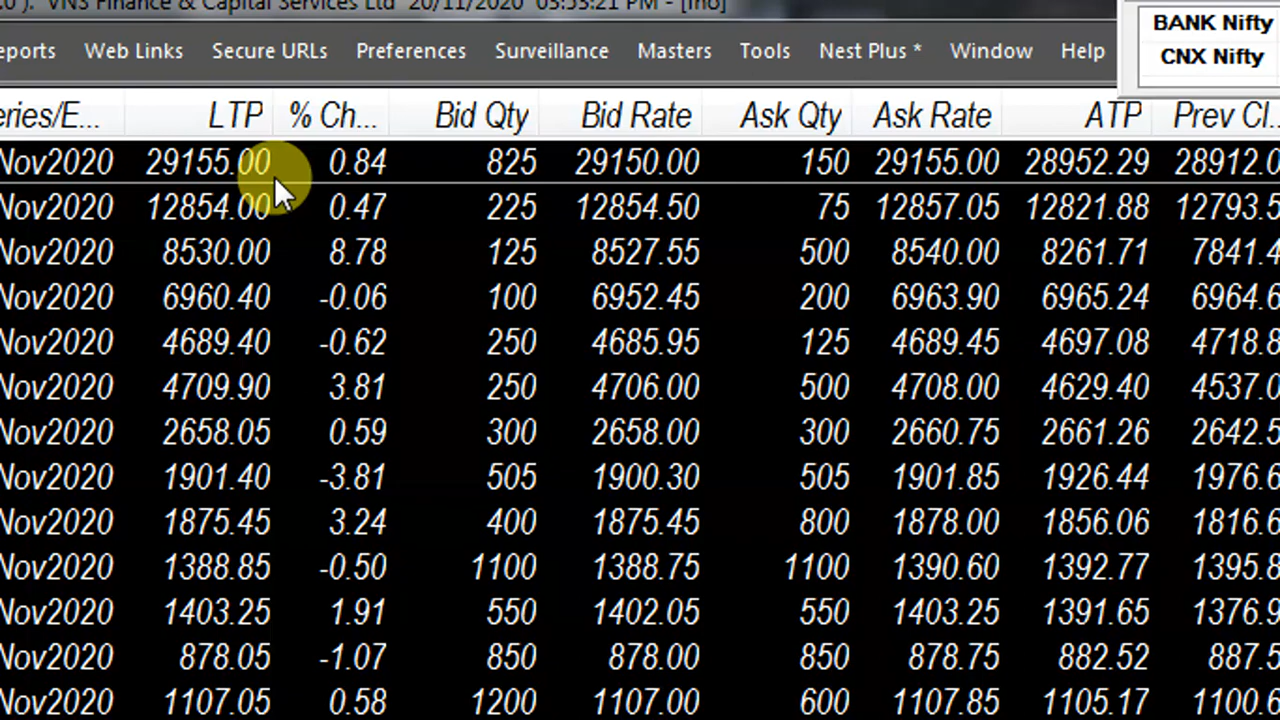 VNS Finance & Capital Services Ltd 20/11/2020 03:53:21 PM - [fno]
BANK Nifty
eports Web Links Secure URLs Preferences Surveillance Masters Tools Nest Plus * Window Help
CNX Nifty
eries/E... LTP % Ch... Bid Qty Bid Rate Ask Qty Ask Rate ATP Prev Cl...
Nov2020 29155.00 0.84 825 29150.00 150 29155.00 28952.29 28912.0
Nov2020 12854.00 0.47 225 12854.50 75 12857.05 12821.88 12793.5
Nov2020 8530.00 8.78 125 8527.55 500 8540.00 8261.71 7841.4
Nov2020 6960.40 -0.06 100 6952.45 200 6963.90 6965.24 6964.6
Nov2020 4689.40 -0.62 250 4685.95 125 4689.45 4697.08 4718.8
Nov2020 4709.90 3.81 250 4706.00 500 4708.00 4629.40 4537.0
Nov2020 2658.05 0.59 300 2658.00 300 2660.75 2661.26 2642.5
Nov2020 1901.40 -3.81 505 1900.30 505 1901.85 1926.44 1976.6
Nov2020 1875.45 3.24 400 1875.45 800 1878.00 1856.06 1816.6
Nov2020 1388.85 -0.50 1100 1388.75 1100 1390.60 1392.77 1395.8
Nov2020 1403.25 1.91 550 1402.05 550 1403.25 1391.65 1376.9
Nov2020 878.05 -1.07 850 878.00 850 878.75 882.52 887.5
Nov2020 1107.05 0.58 1200 1107.00 600 1107.85 1105.17 1100.6